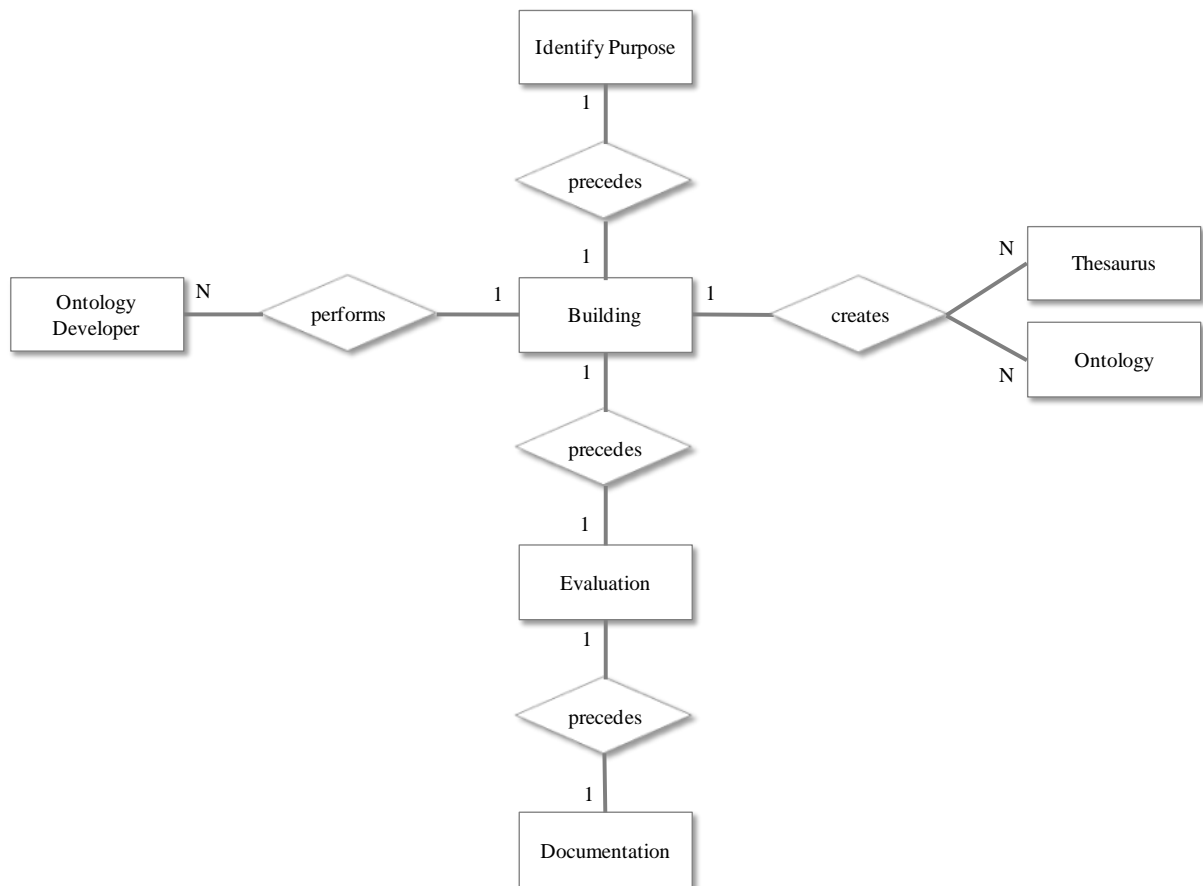 Identify Purpose
1
precedes
1
Ontology
Developer
N
performs
1
Building
1
creates
N
Thesaurus
N
Ontology
1
precedes
1
Evaluation
1
precedes
1
Documentation